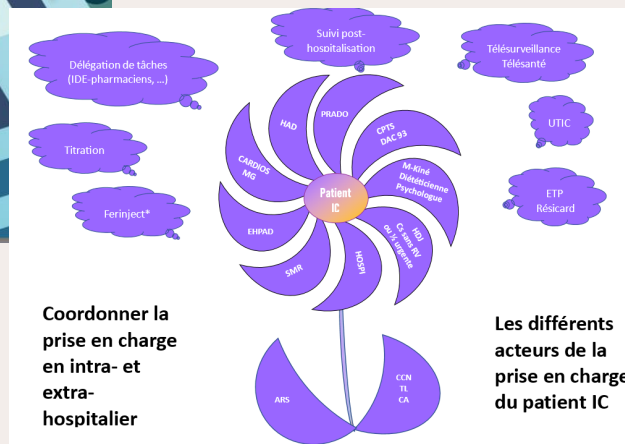 Suivi post-
hospitalisation
Délégation de tâches
(IDE-pharmaciens, ...)
Télésurveillance
Télésanté
Titration
UTIC
Ferinject*
ETP
Résicard
HAD
PRADO
CPTS
DAC 93
CARDIOS
MG
M-Kiné
Diététicienne
Psychologue
Patient
IC
EHPAD
HDJ
Cs sans RV
ou ½ urgente
SMR
HOSPI
Coordonner la
prise en charge
en intra- et
extra-
hospitalier
Les différents
acteurs de la
prise en charge
du patient IC
ARS
CCN
TL
CA